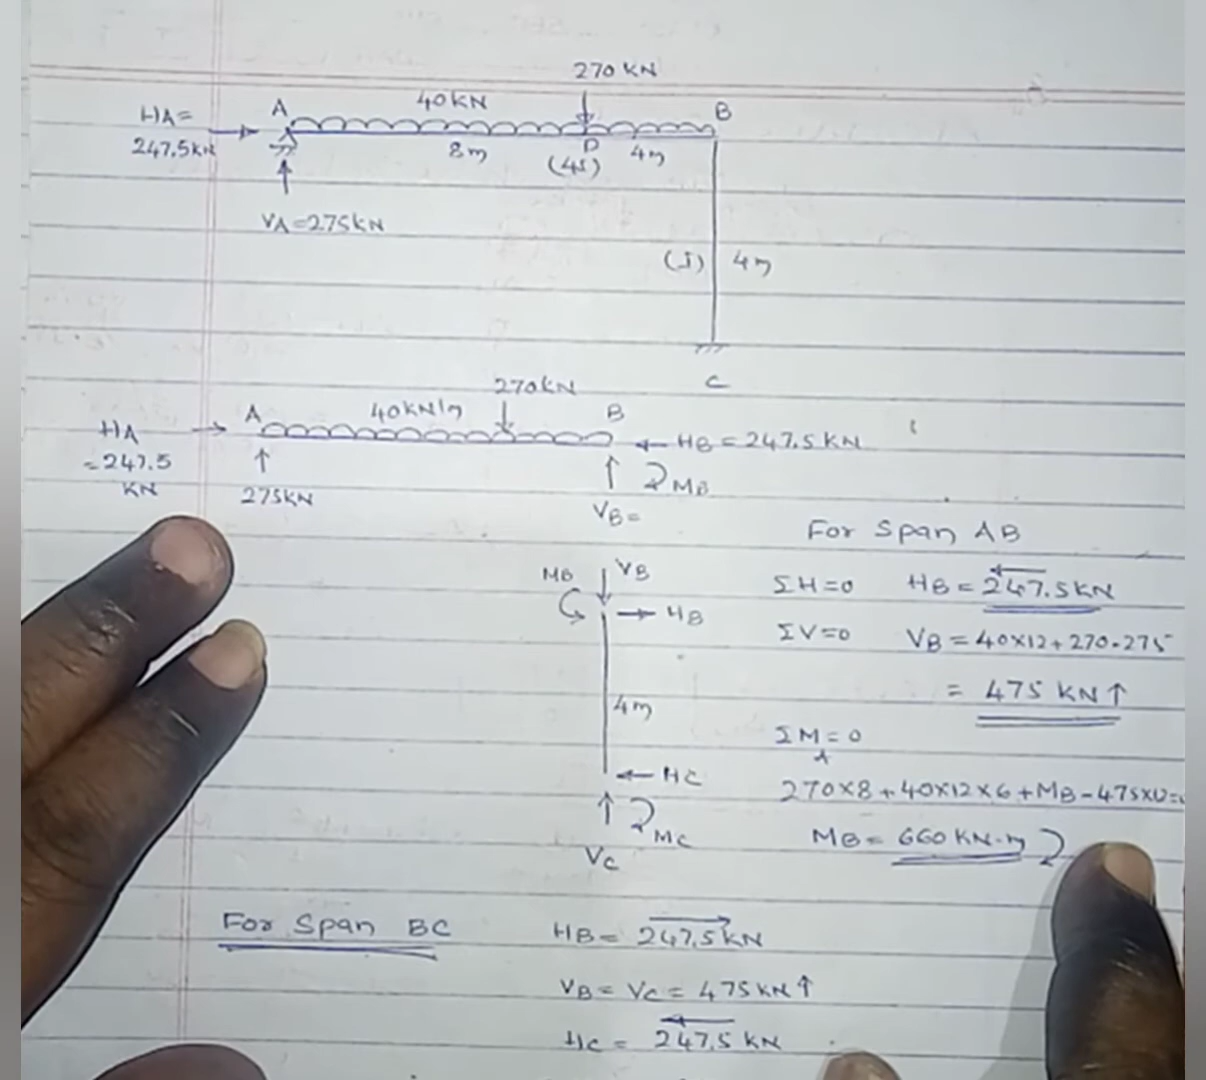 270 KN
40KN
A
B
HA =
247.5KN
8m
D
4m
(4I)
VA=275KN
(I)
4m
C
270KN
40KN/m
A
B
HA
= 247.5
KN
HB = 247.5 KN
275KN
MB
VB =
For Span AB
MB
VB
HB
ΣH=0 HB = 247.5KN
ΣV=0 VB = 40×12+270-275
= 475 KN↑
4m
ΣM = 0
A
HC
270×8+40×12×6+MB-475×12=0
MC
VC
MB= 660 KN.m
For Span BC
HB= 247.5KN
VB= VC= 475KN↑
HC = 247.5 KN